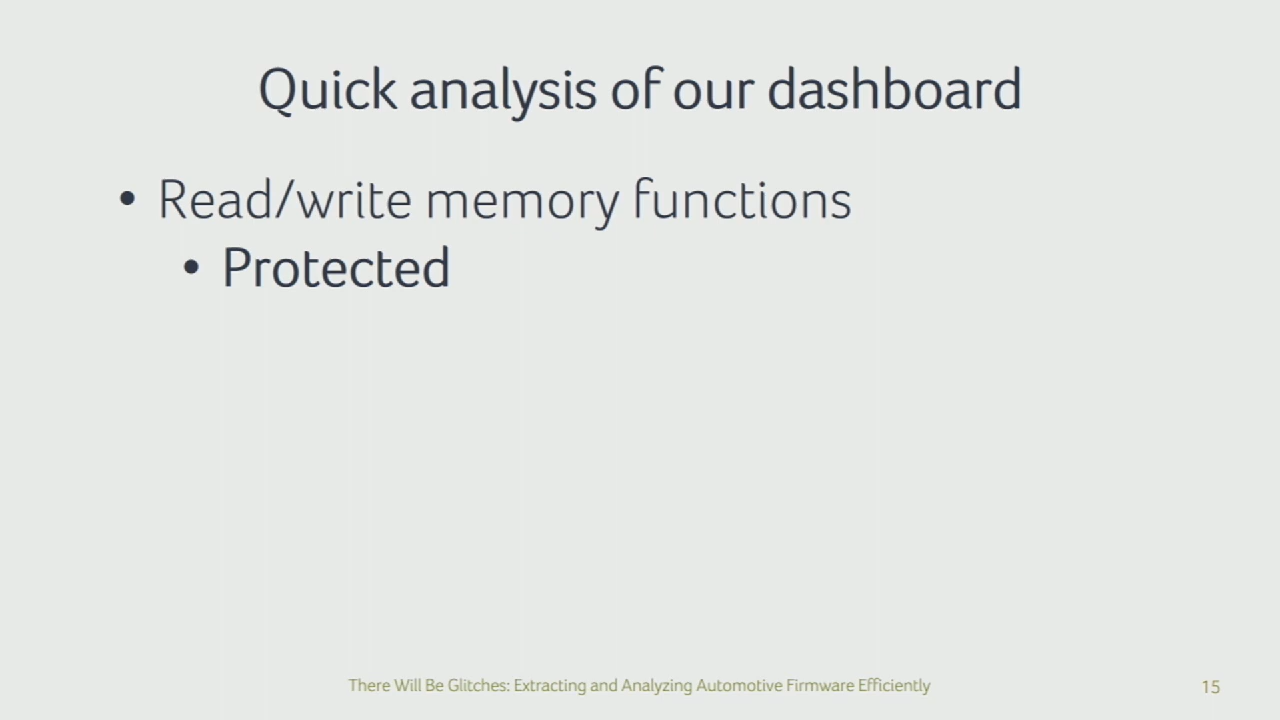 Quick analysis of our dashboard
• Read/write memory functions
• Protected
There Will Be Glitches: Extracting and Analyzing Automotive Firmware Efficiently
15